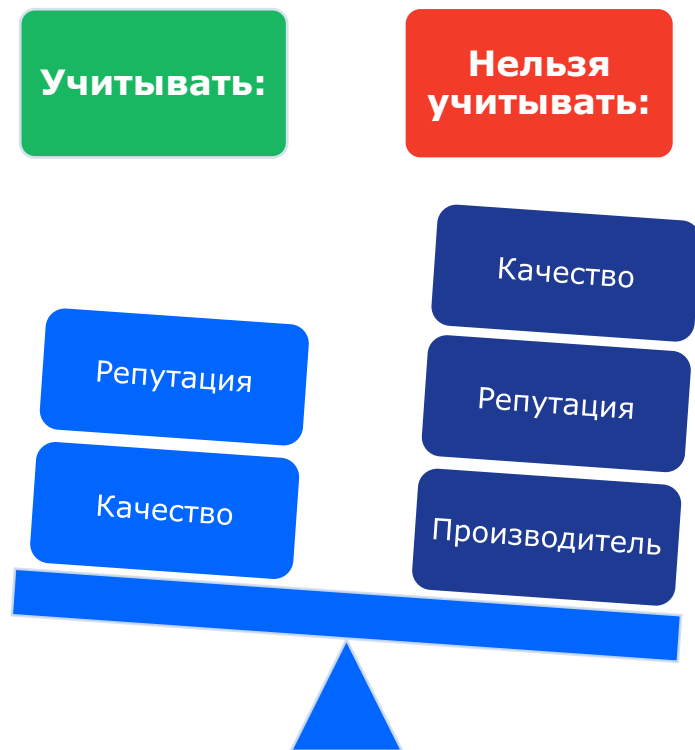 Учитывать:
Нельзя
учитывать:
Качество
Репутация
Репутация
Качество
Производитель